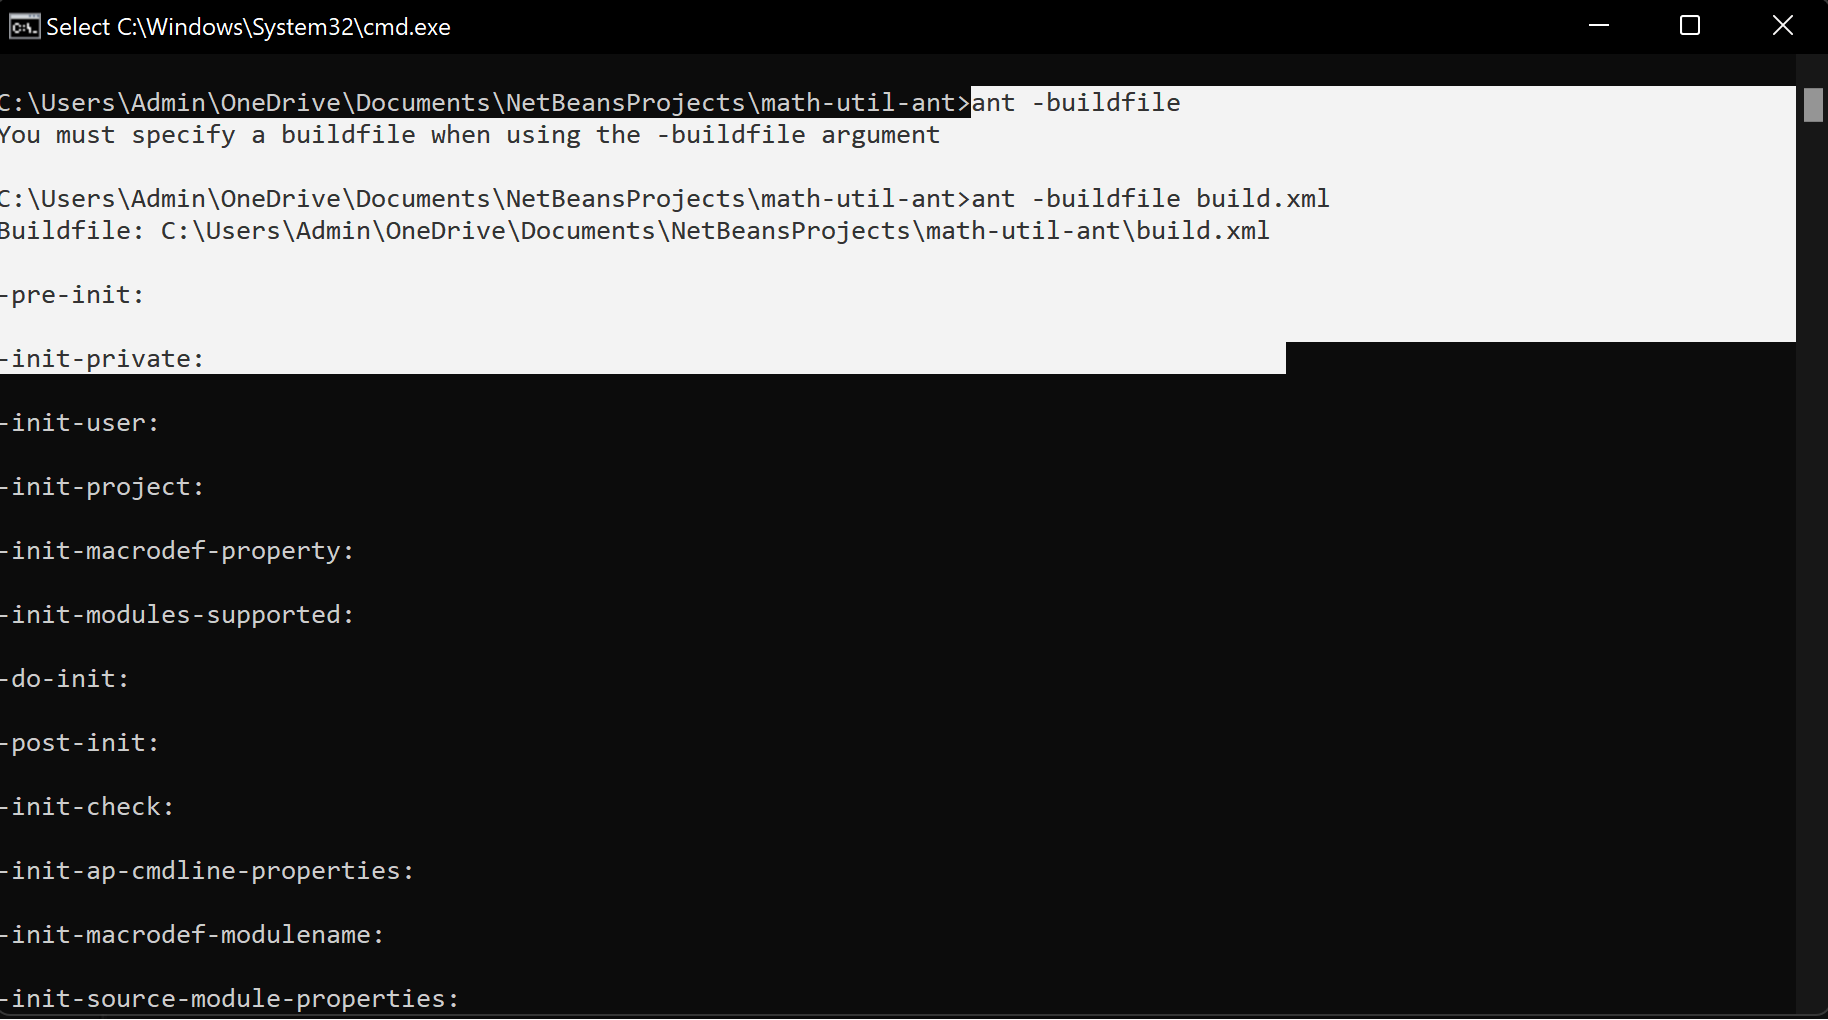 Select C:\Windows\System32\cmd.exe
C:\Users\Admin\OneDrive\Documents\NetBeansProjects\math-util-ant>ant -buildfile
You must specify a buildfile when using the -buildfile argument
C:\Users\Admin\OneDrive\Documents\NetBeansProjects\math-util-ant>ant -buildfile build.xml
Buildfile: C:\Users\Admin\OneDrive\Documents\NetBeansProjects\math-util-ant\build.xml
-pre-init:
-init-private:
-init-user:
-init-project:
-init-macrodef-property:
-init-modules-supported:
-do-init:
-post-init:
-init-check:
-init-ap-cmdline-properties:
-init-macrodef-modulename:
-init-source-module-properties: